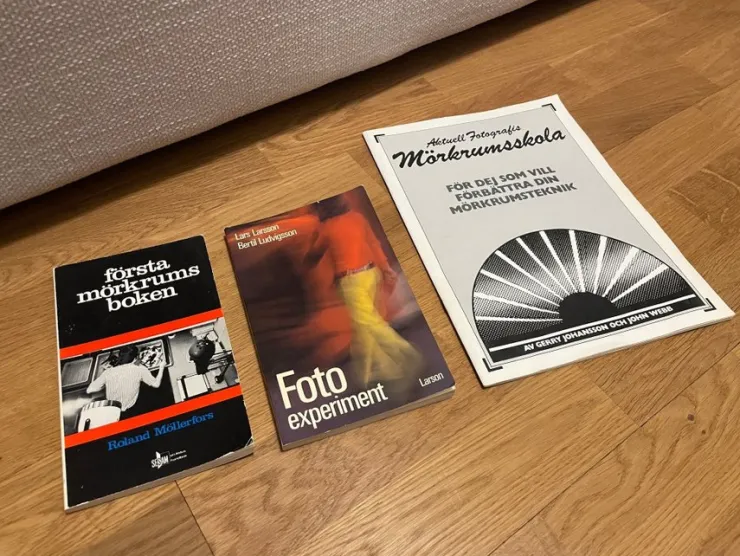 första
mörkrums
boken
Roland Möllerfors
Lars Larsson
Bertil Ludvigsson
Foto
experiment
Larson
Aktuell Fotografis
Mörkrumsskola
FÖR DEJ SOM VILL
FÖRBÄTTRA DIN
MÖRKRUMSTEKNIK
AV GERRY JOHANSSON OCH JOHN WEBB